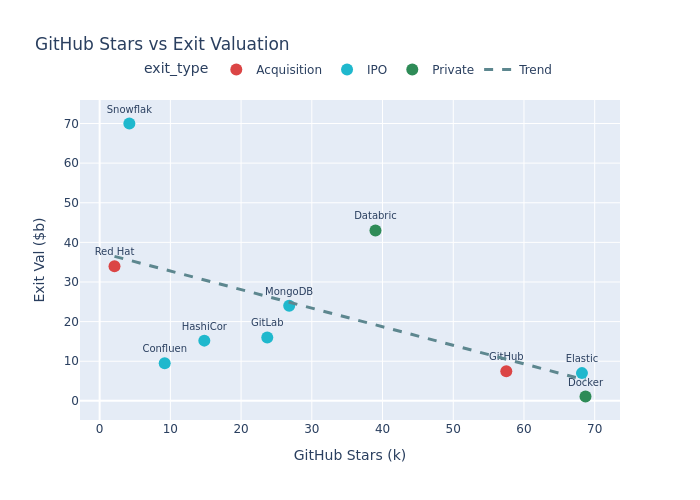 GitHub Stars vs Exit Valuation
exit_type
Acquisition
IPO
Private
Trend
Snowflak
Databric
Red Hat
MongoDB
HashiCor
GitLab
Confluen
GitHub
Elastic
Docker
70
60
50
40
30
20
10
0
Exit Val ($b)
0 10 20 30 40 50 60 70
GitHub Stars (k)